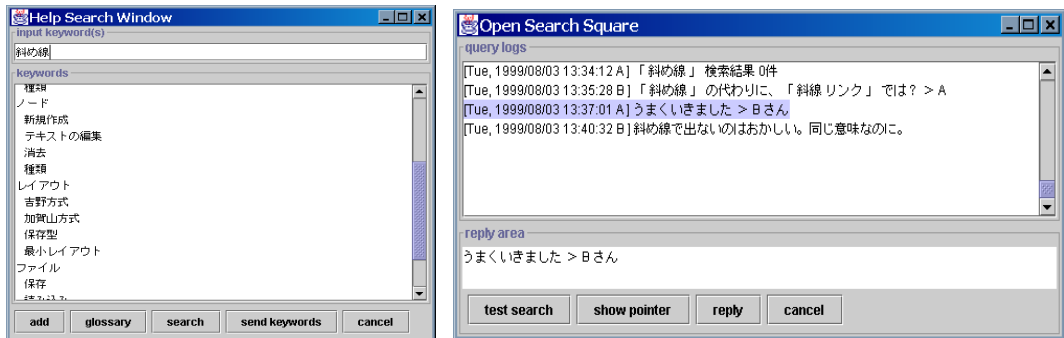 Help Search Window
input keyword(s)
斜め線
keywords
種類
ノード
新規作成
テキストの編集
消去
種類
レイアウト
吉野方式
加賀山方式
保存型
最小レイアウト
ファイル
保存
add glossary search send keywords cancel
Open Search Square
query logs
[Tue, 1999/08/03 13:34:12 A] 「斜め線」 検索結果 0件
[Tue, 1999/08/03 13:35:28 B] 「斜め線」 の代わりに、「斜線 リンク」 では? > A
[Tue, 1999/08/03 13:37:01 A] うまくいきました > Bさん
[Tue, 1999/08/03 13:40:32 B] 斜め線で出ないのはおかしい。同じ意味なのに。
reply area
うまくいきました > Bさん
test search show pointer reply cancel